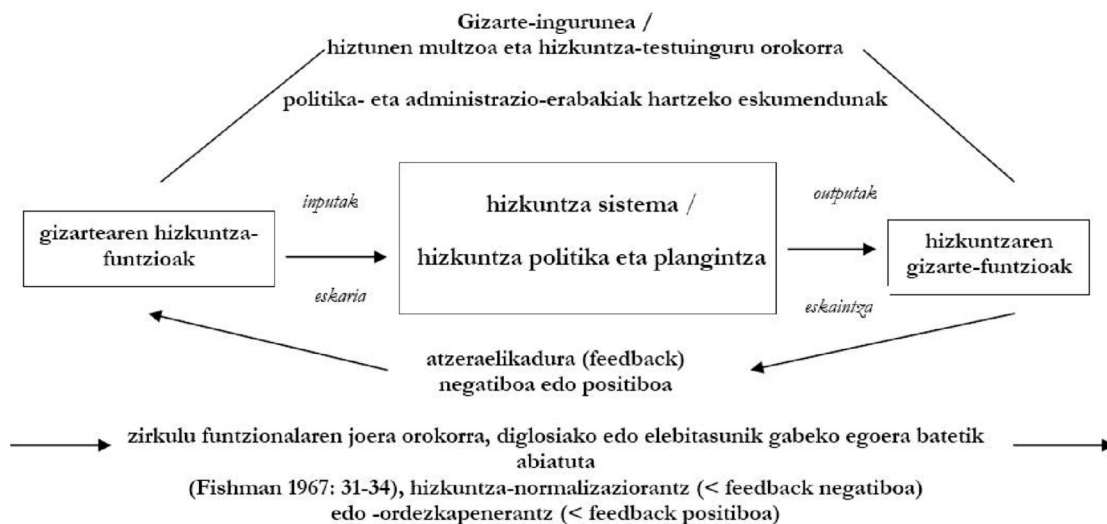 Gizarte-ingurunea /
hiztunen multzoa eta hizkuntza-testuinguru orokorra
politika- eta administrazio-erabakiak hartzeko eskumendunak
gizartearen hizkuntza-
funtzioak
inputak
eskaria
hizkuntza sistema /
hizkuntza politika eta plangintza
outputak
eskaintza
hizkuntzaren
gizarte-funtzioak
atzeraelikadura (feedback)
negatiboa edo positiboa
zirkulu funtzionalaren joera orokorra, diglosiako edo elebitasunik gabeko egoera batetik
abiatuta
(Fishman 1967: 31-34), hizkuntza-normalizaziorantz (< feedback negatiboa)
edo -ordezkapenerantz (< feedback positiboa)